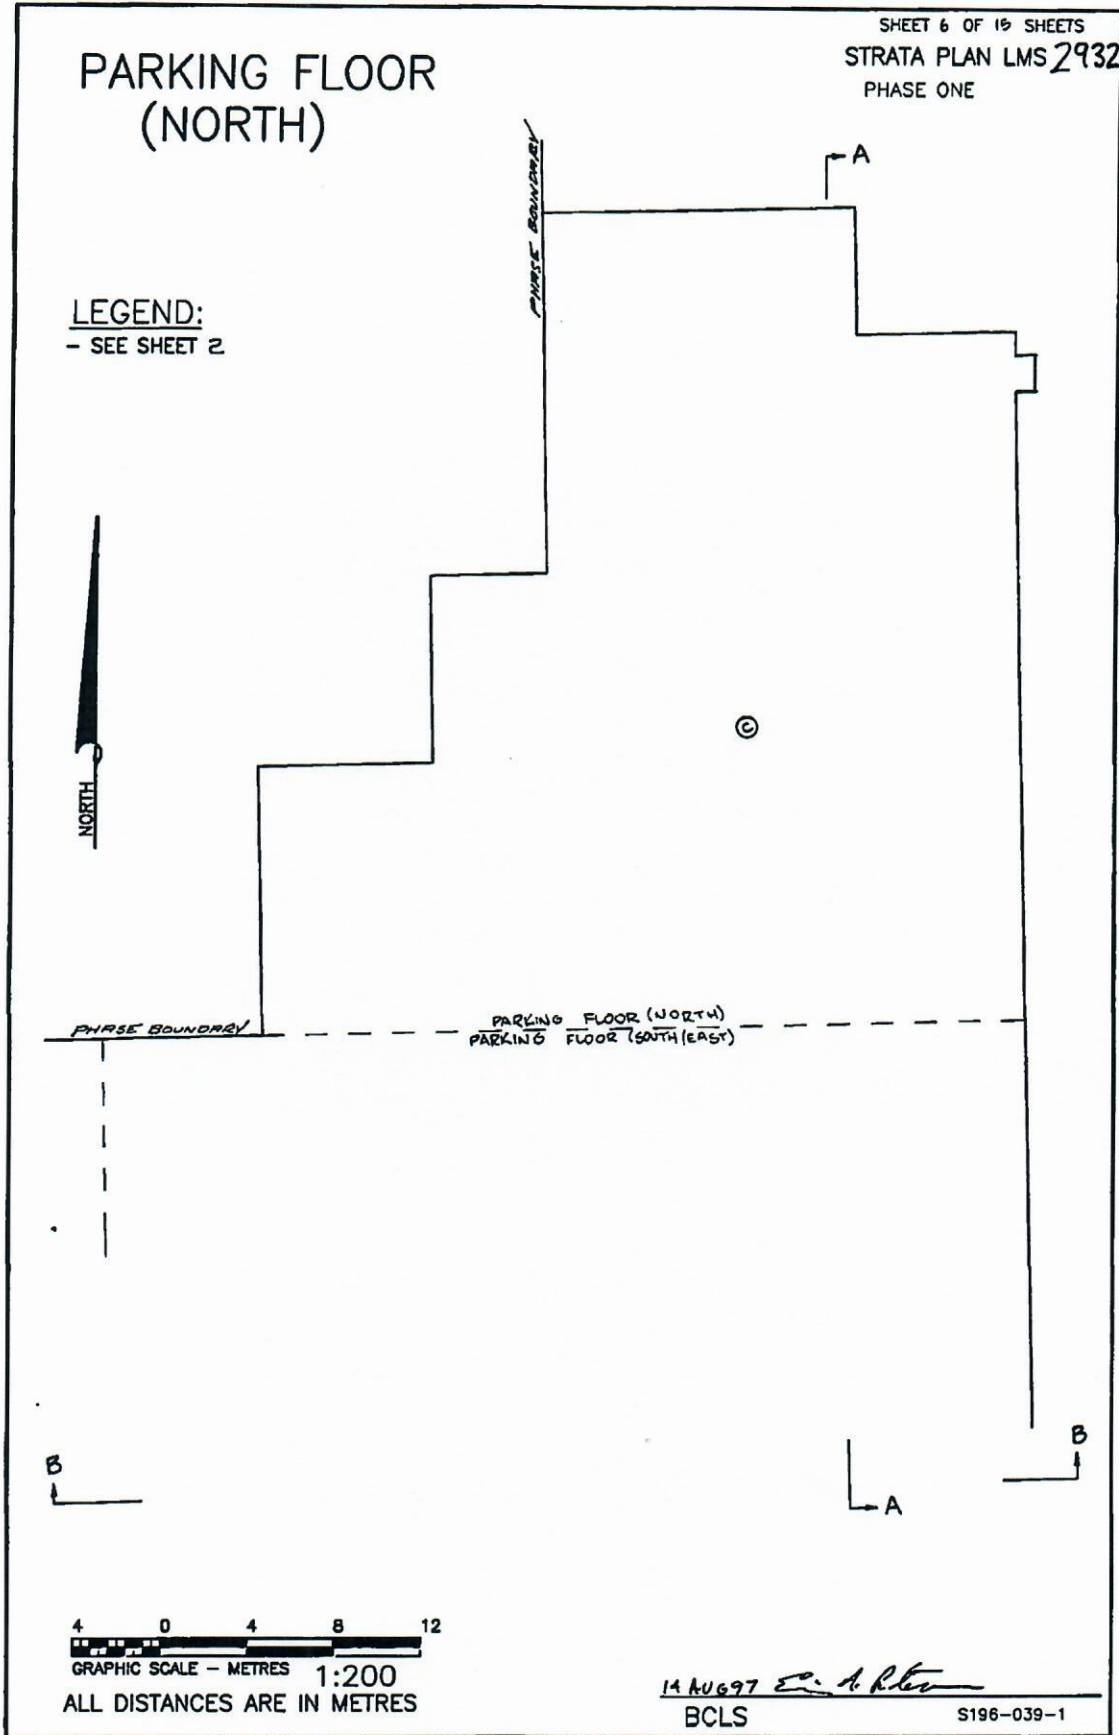 SHEET 6 OF 15 SHEETS
STRATA PLAN LMS 2932
PHASE ONE
PARKING FLOOR
(NORTH)
PHASE BOUNDARY
A
LEGEND:
- SEE SHEET 2
NORTH
©
PHASE BOUNDARY
PARKING FLOOR (NORTH)
PARKING FLOOR (SOUTH/EAST)
B
B
A
4 0 4 8 12
GRAPHIC SCALE - METRES 1:200
ALL DISTANCES ARE IN METRES
14 AUG 97
BCLS
S196-039-1